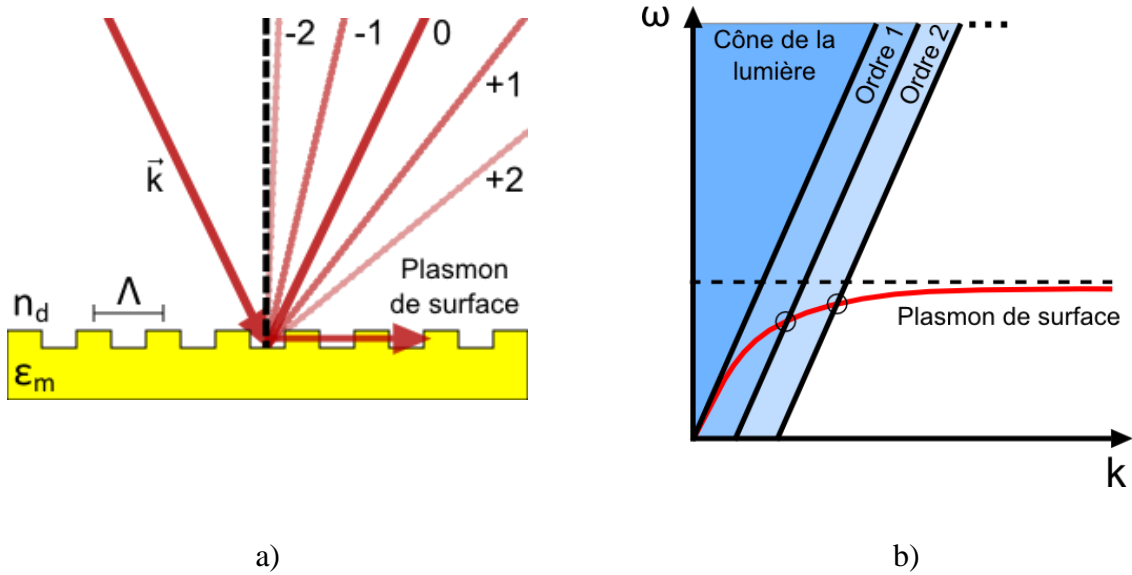 -2
-1
0
+1
+2
k⃗
Plasmon
de surface
n_d
Λ
ε_m
a)
ω
Cône de la
lumière
Ordre 1
Ordre 2
...
Plasmon de surface
k
b)